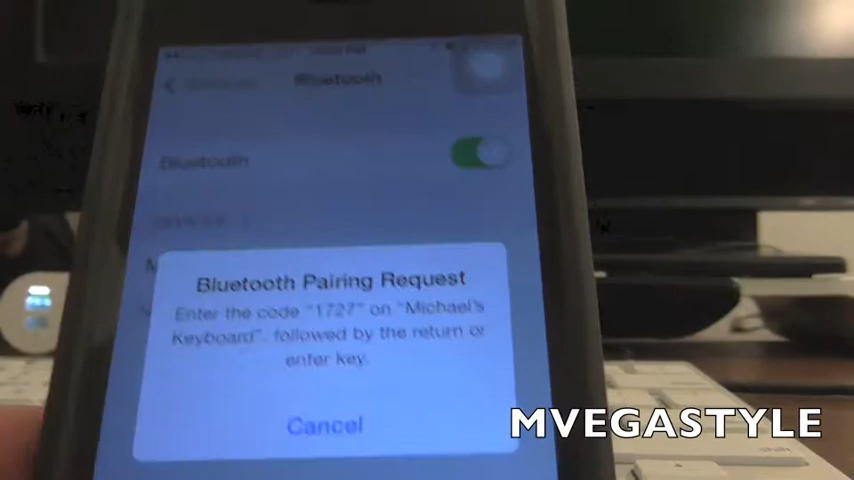 Bluetooth
Bluetooth
Bluetooth Pairing Request
Enter the code "1727" on "Michael's
Keyboard", followed by the return or
enter key.
Cancel
MVEGASTYLE
shift